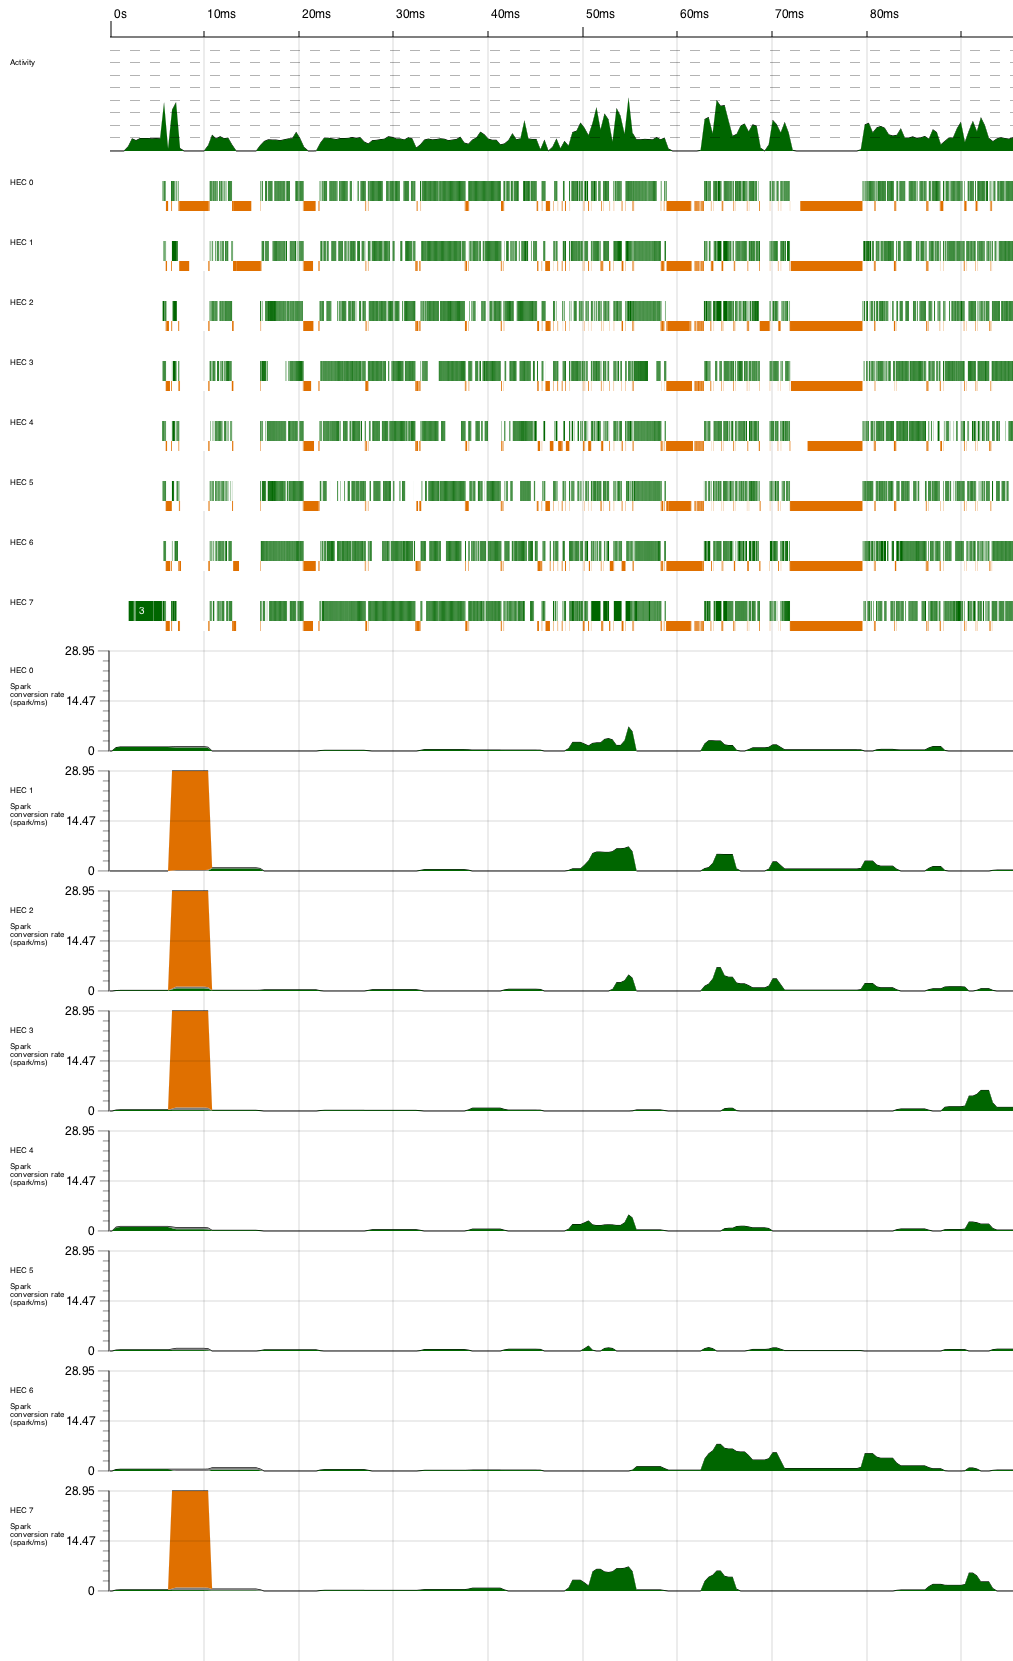 0s 10ms 20ms 30ms 40ms 50ms 60ms 70ms 80ms
Activity
HEC 0
HEC 1
HEC 2
HEC 3
HEC 4
HEC 5
HEC 6
HEC 7
3
28.95
HEC 0
Spark
conversion rate
(spark/ms)
14.47
0
28.95
HEC 1
Spark
conversion rate
(spark/ms)
14.47
0
28.95
HEC 2
Spark
conversion rate
(spark/ms)
14.47
0
28.95
HEC 3
Spark
conversion rate
(spark/ms)
14.47
0
28.95
HEC 4
Spark
conversion rate
(spark/ms)
14.47
0
28.95
HEC 5
Spark
conversion rate
(spark/ms)
14.47
0
28.95
HEC 6
Spark
conversion rate
(spark/ms)
14.47
0
28.95
HEC 7
Spark
conversion rate
(spark/ms)
14.47
0